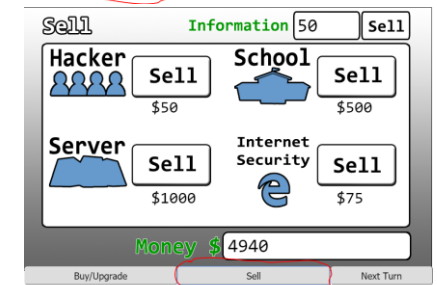 Sell Information 50 Sell
Hacker Sell School Sell
$50 $500
Server Sell Internet Security Sell
$1000 $75
Money $ 4940
Buy/Upgrade Sell Next Turn